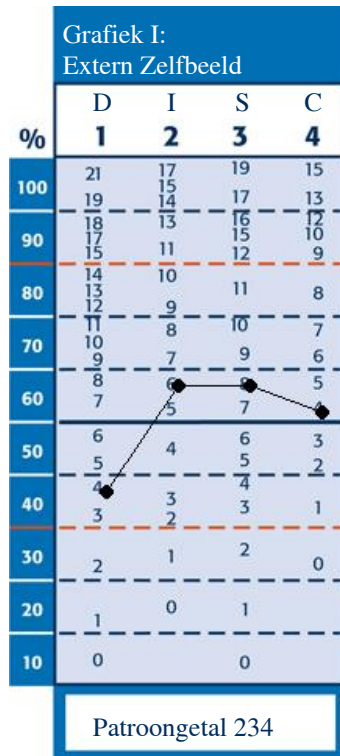 Grafiek I:
Extern Zelfbeeld
D I S C
% 1 2 3 4
21 17 19 15
100 15
19 14 17 13
18 13 16 12
90 17 15 10
15 11 12 9
14 10
80 13 11 8
12 9
11 8 10 7
70 10
9 7 9 6
60 8 6 8 5
7 5 7 4
6 6 3
50 4
5 5 2
4 4
40 3 3 1
3 2
30 2 1 2 0
20 0 1
1
10 0 0
Patroongetal 234